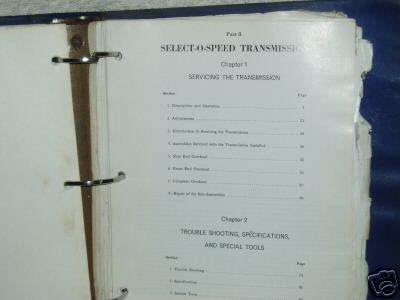 Part 8
SELECT-O-SPEED TRANSMISSION
Chapter 1
SERVICING THE TRANSMISSION
Section Page
1. Description and Operation 1
2. Adjustments 21
3. Introduction to Servicing the Transmission
4. Assemblies Serviced with the Transmission Installed
5. Rear End Overhaul
6. Front End Overhaul
7. Complete Overhaul
8. Repair of the Sub-Assemblies
Chapter 2
TROUBLE SHOOTING, SPECIFICATIONS,
AND SPECIAL TOOLS
Section Page
1. Trouble Shooting
2. Specifications
3. Special Tools